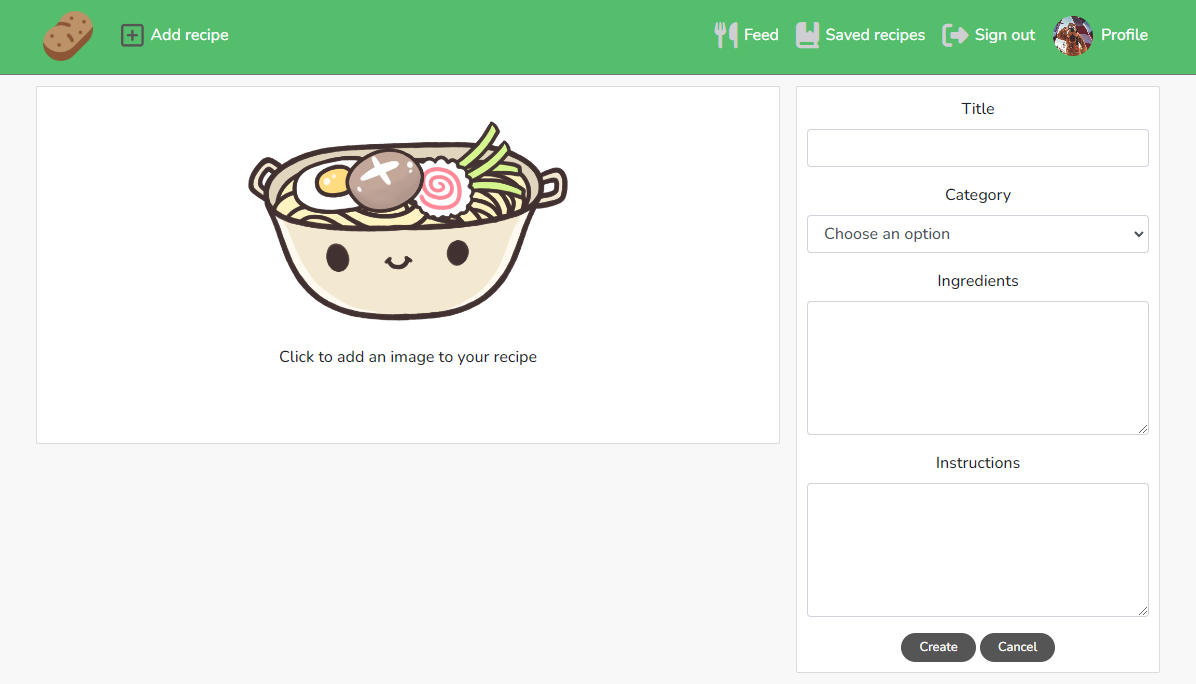 Add recipe
Feed
Saved recipes
Sign out
Profile
Click to add an image to your recipe
Title
Category
Choose an option
Ingredients
Instructions
Create
Cancel